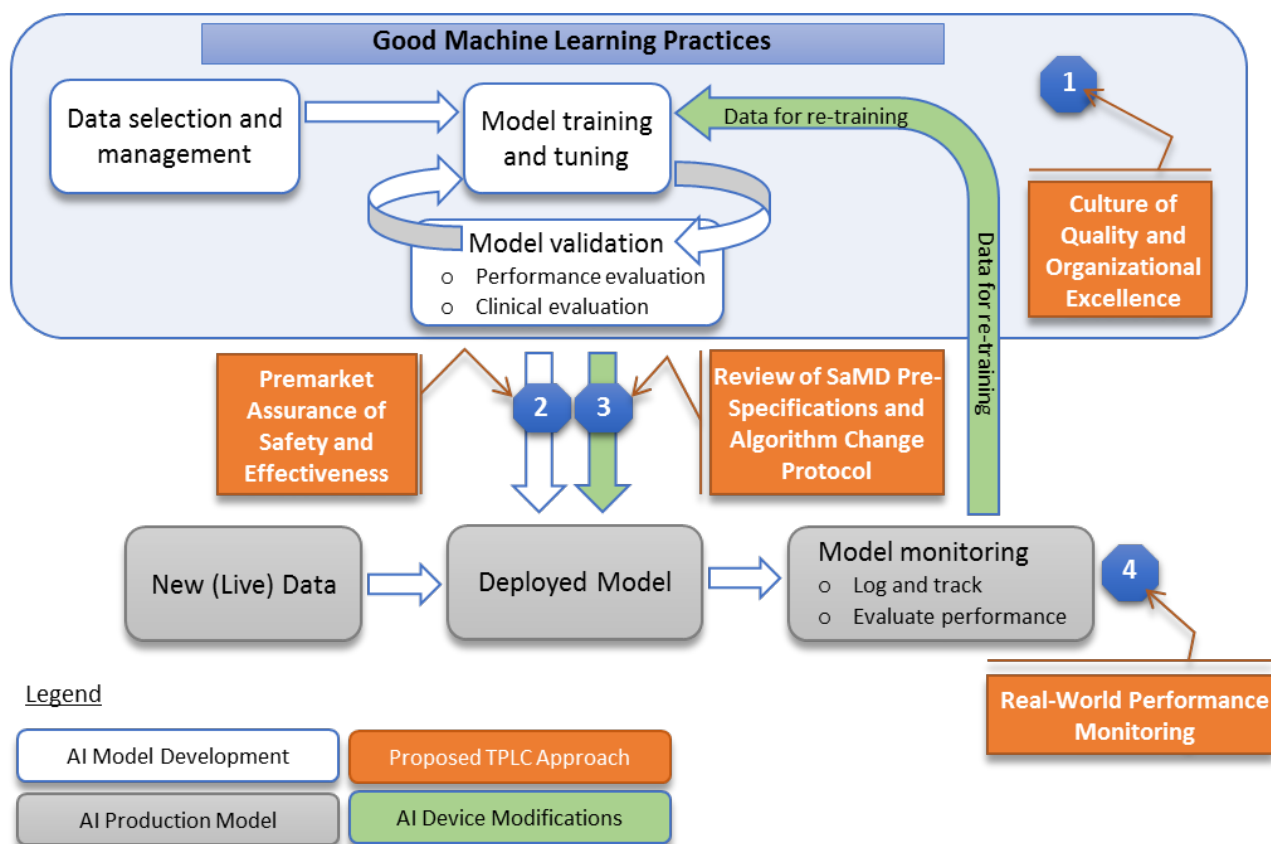 Good Machine Learning Practices
Data selection and
management
Model training
and tuning
Data for re-training
1
Culture of
Quality and
Organizational
Excellence
Model validation
o Performance evaluation
o Clinical evaluation
Data for re-training
Premarket
Assurance of
Safety and
Effectiveness
2
3
Review of SaMD Pre-
Specifications and
Algorithm Change
Protocol
New (Live) Data
Deployed Model
Model monitoring
o Log and track
o Evaluate performance
4
Real-World Performance
Monitoring
Legend
AI Model Development
Proposed TPLC Approach
AI Production Model
AI Device Modifications